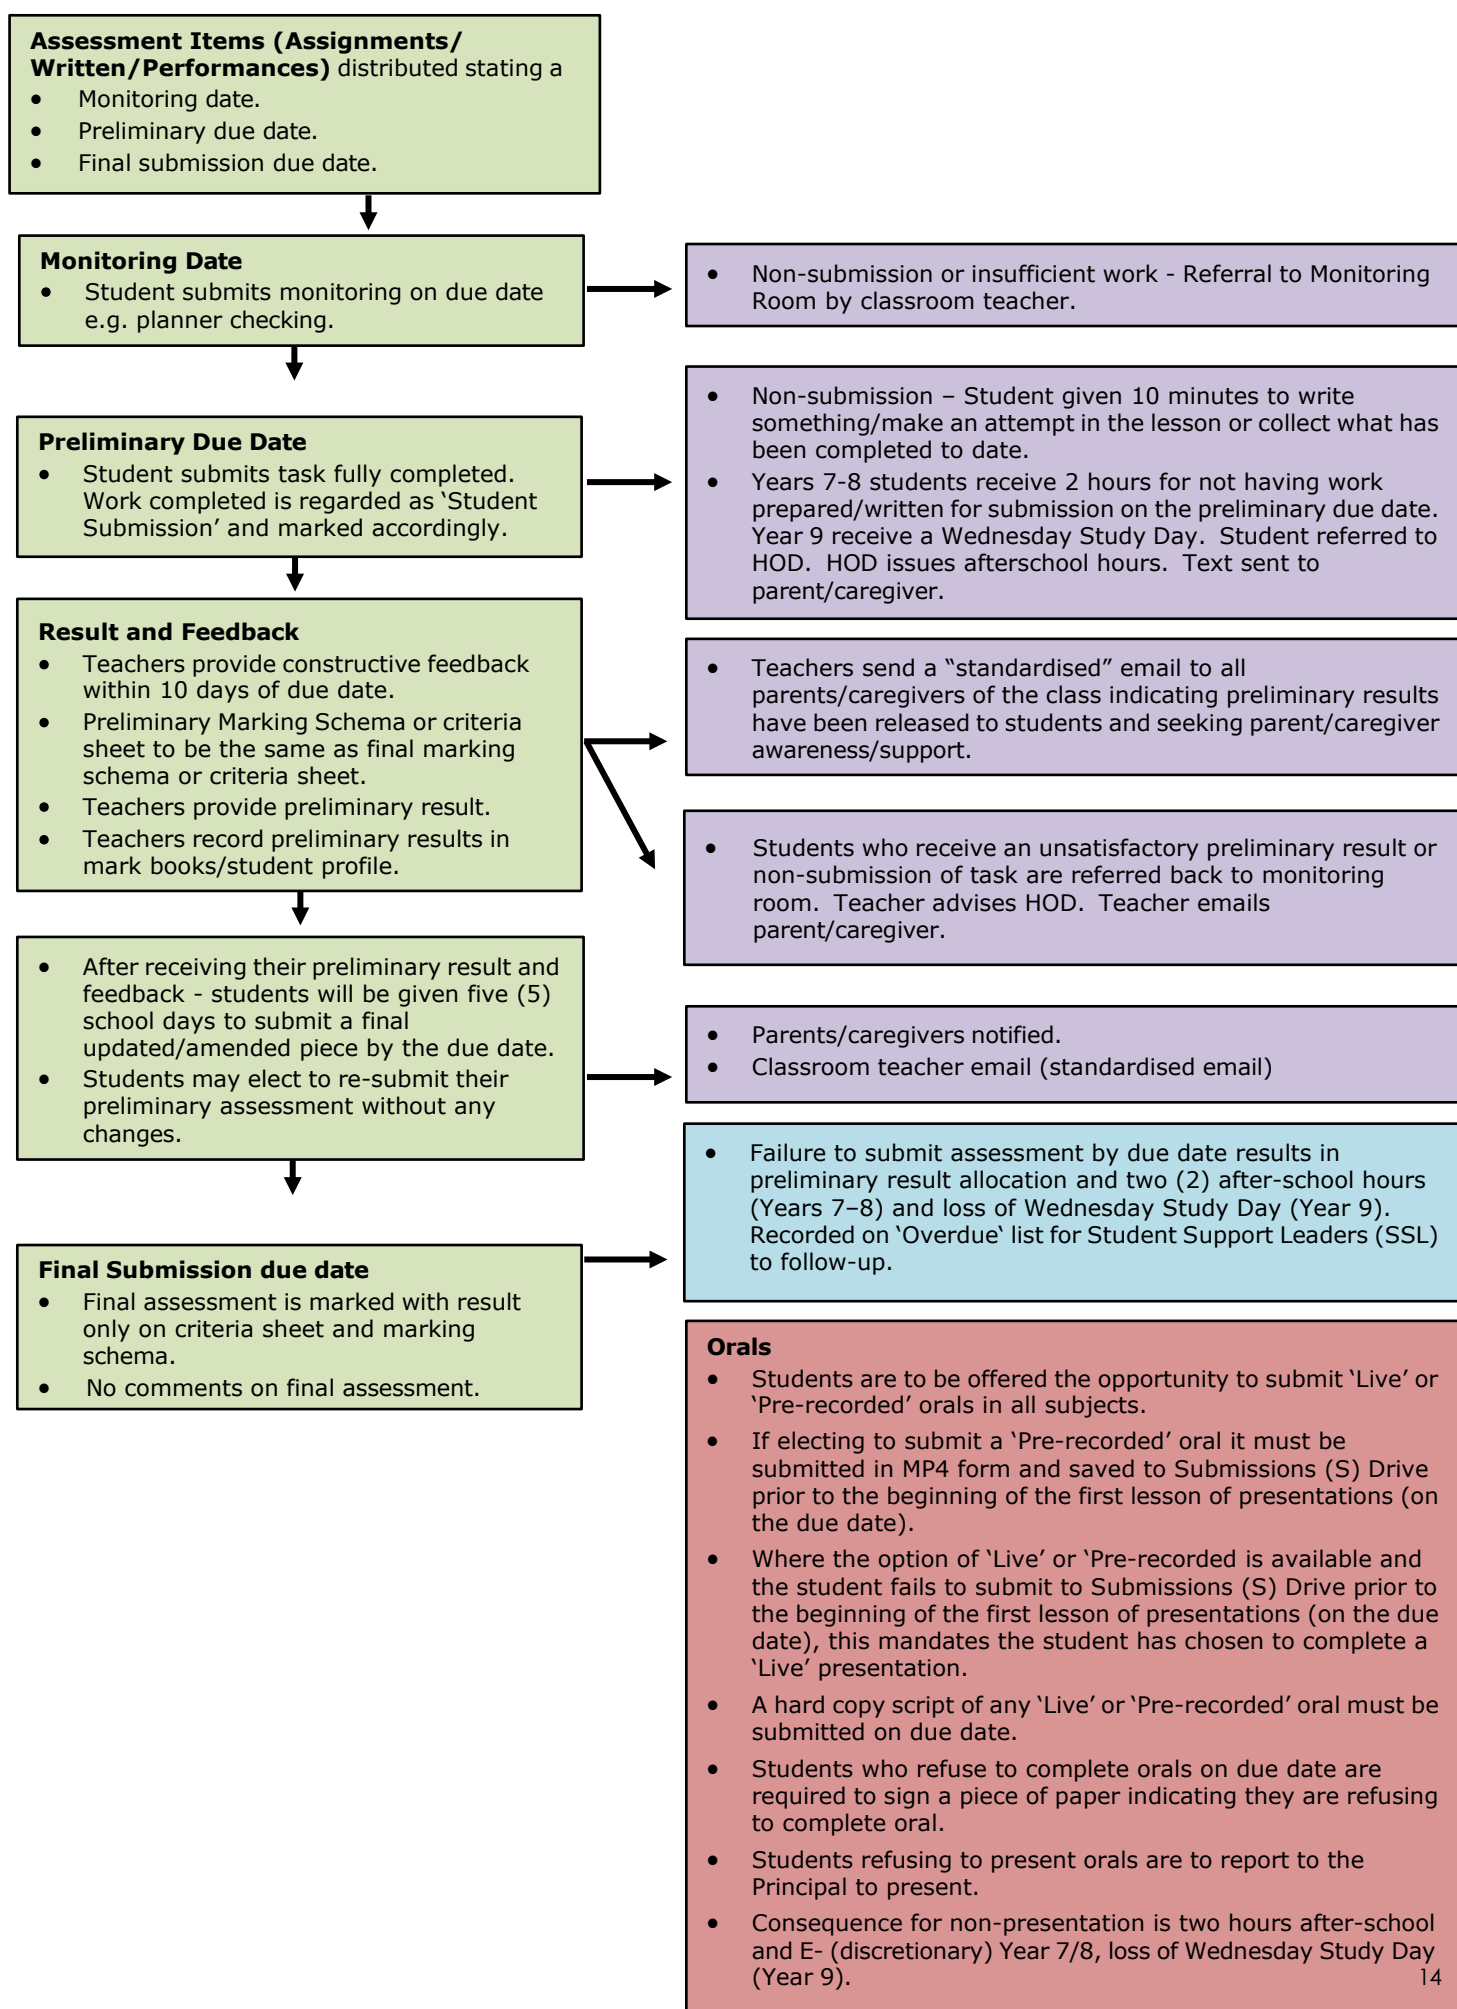 Assessment Items (Assignments/
Written/Performances) distributed stating a
• Monitoring date.
• Preliminary due date.
• Final submission due date.
Monitoring Date
• Student submits monitoring on due date
e.g. planner checking.
• Non-submission or insufficient work - Referral to Monitoring
Room by classroom teacher.
Preliminary Due Date
• Student submits task fully completed.
Work completed is regarded as ‘Student
Submission’ and marked accordingly.
• Non-submission – Student given 10 minutes to write
something/make an attempt in the lesson or collect what has
been completed to date.
• Years 7-8 students receive 2 hours for not having work
prepared/written for submission on the preliminary due date.
Year 9 receive a Wednesday Study Day. Student referred to
HOD. HOD issues afterschool hours. Text sent to
parent/caregiver.
Result and Feedback
• Teachers provide constructive feedback
within 10 days of due date.
• Preliminary Marking Schema or criteria
sheet to be the same as final marking
schema or criteria sheet.
• Teachers provide preliminary result.
• Teachers record preliminary results in
mark books/student profile.
• Teachers send a “standardised” email to all
parents/caregivers of the class indicating preliminary results
have been released to students and seeking parent/caregiver
awareness/support.
• Students who receive an unsatisfactory preliminary result or
non-submission of task are referred back to monitoring
room. Teacher advises HOD. Teacher emails
parent/caregiver.
• After receiving their preliminary result and
feedback - students will be given five (5)
school days to submit a final
updated/amended piece by the due date.
• Students may elect to re-submit their
preliminary assessment without any
changes.
• Parents/caregivers notified.
• Classroom teacher email (standardised email)
Final Submission due date
• Final assessment is marked with result
only on criteria sheet and marking
schema.
• No comments on final assessment.
• Failure to submit assessment by due date results in
preliminary result allocation and two (2) after-school hours
(Years 7–8) and loss of Wednesday Study Day (Year 9).
Recorded on ‘Overdue‘ list for Student Support Leaders (SSL)
to follow-up.
Orals
• Students are to be offered the opportunity to submit ‘Live’ or
‘Pre-recorded’ orals in all subjects.
• If electing to submit a ‘Pre-recorded’ oral it must be
submitted in MP4 form and saved to Submissions (S) Drive
prior to the beginning of the first lesson of presentations (on
the due date).
• Where the option of ‘Live’ or ‘Pre-recorded is available and
the student fails to submit to Submissions (S) Drive prior to
the beginning of the first lesson of presentations (on the due
date), this mandates the student has chosen to complete a
‘Live’ presentation.
• A hard copy script of any ‘Live’ or ‘Pre-recorded’ oral must be
submitted on due date.
• Students who refuse to complete orals on due date are
required to sign a piece of paper indicating they are refusing
to complete oral.
• Students refusing to present orals are to report to the
Principal to present.
• Consequence for non-presentation is two hours after-school
and E- (discretionary) Year 7/8, loss of Wednesday Study Day
(Year 9).
14